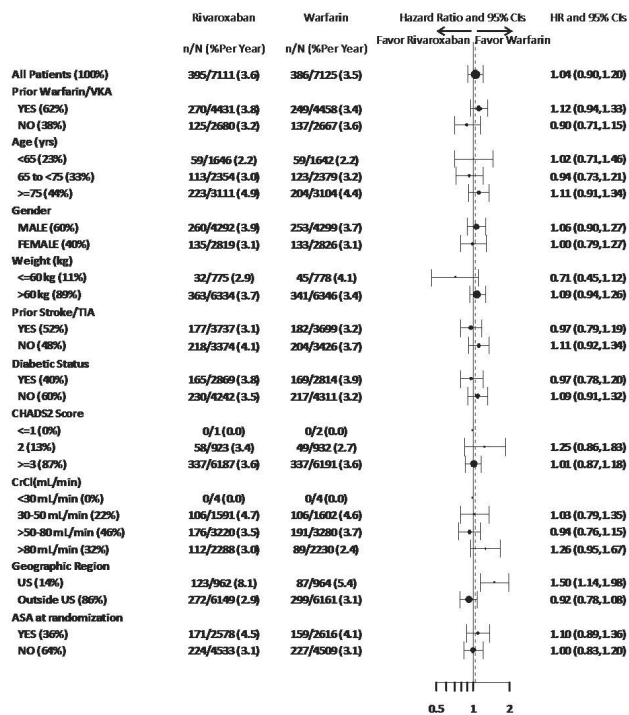 Rivaroxaban Warfarin Hazard Ratio and 95% CIs HR and 95% CIs
n/N (%Per Year) n/N (%Per Year) Favor Rivaroxaban Favor Warfarin
All Patients (100%) 395/7111 (3.6) 386/7125 (3.5) 1.04 (0.90,1.20)
Prior Warfarin/VKA
YES (62%) 270/4431 (3.8) 249/4458 (3.4) 1.12 (0.94,1.33)
NO (38%) 125/2680 (3.2) 137/2667 (3.6) 0.90 (0.71,1.15)
Age (yrs)
<65 (23%) 59/1646 (2.2) 59/1642 (2.2) 1.02 (0.71,1.46)
65 to <75 (33%) 113/2354 (3.0) 123/2379 (3.2) 0.94 (0.73,1.21)
>=75 (44%) 223/3111 (4.9) 204/3104 (4.4) 1.11 (0.91,1.34)
Gender
MALE (60%) 260/4292 (3.9) 253/4299 (3.7) 1.06 (0.90,1.27)
FEMALE (40%) 135/2819 (3.1) 133/2826 (3.1) 1.00 (0.79,1.27)
Weight (kg)
<=60 kg (11%) 32/775 (2.9) 45/778 (4.1) 0.71 (0.45,1.12)
>60 kg (89%) 363/6334 (3.7) 341/6346 (3.4) 1.09 (0.94,1.26)
Prior Stroke/TIA
YES (52%) 177/3737 (3.1) 182/3699 (3.2) 0.97 (0.79,1.19)
NO (48%) 218/3374 (4.1) 204/3426 (3.7) 1.11 (0.92,1.34)
Diabetic Status
YES (40%) 165/2869 (3.8) 169/2814 (3.9) 0.97 (0.78,1.20)
NO (60%) 230/4242 (3.5) 217/4311 (3.2) 1.09 (0.91,1.32)
CHADS2 Score
<=1 (0%) 0/1 (0.0) 0/2 (0.0)
2 (13%) 58/923 (3.4) 49/932 (2.7) 1.25 (0.86,1.83)
>=3 (87%) 337/6187 (3.6) 337/6191 (3.6) 1.01 (0.87,1.18)
CrCl(mL/min)
<30 mL/min (0%) 0/4 (0.0) 0/4 (0.0)
30-50 mL/min (22%) 106/1591 (4.7) 106/1602 (4.6) 1.03 (0.79,1.35)
>50-80 mL/min (46%) 176/3220 (3.5) 191/3280 (3.7) 0.94 (0.76,1.15)
>80 mL/min (32%) 112/2288 (3.0) 89/2230 (2.4) 1.26 (0.95,1.67)
Geographic Region
US (14%) 123/962 (8.1) 87/964 (5.4) 1.50 (1.14,1.98)
Outside US (86%) 272/6149 (2.9) 299/6161 (3.1) 0.92 (0.78,1.08)
ASA at randomization
YES (36%) 171/2578 (4.5) 159/2616 (4.1) 1.10 (0.89,1.36)
NO (64%) 224/4533 (3.1) 227/4509 (3.1) 1.00 (0.83,1.20)
0.5 1 2